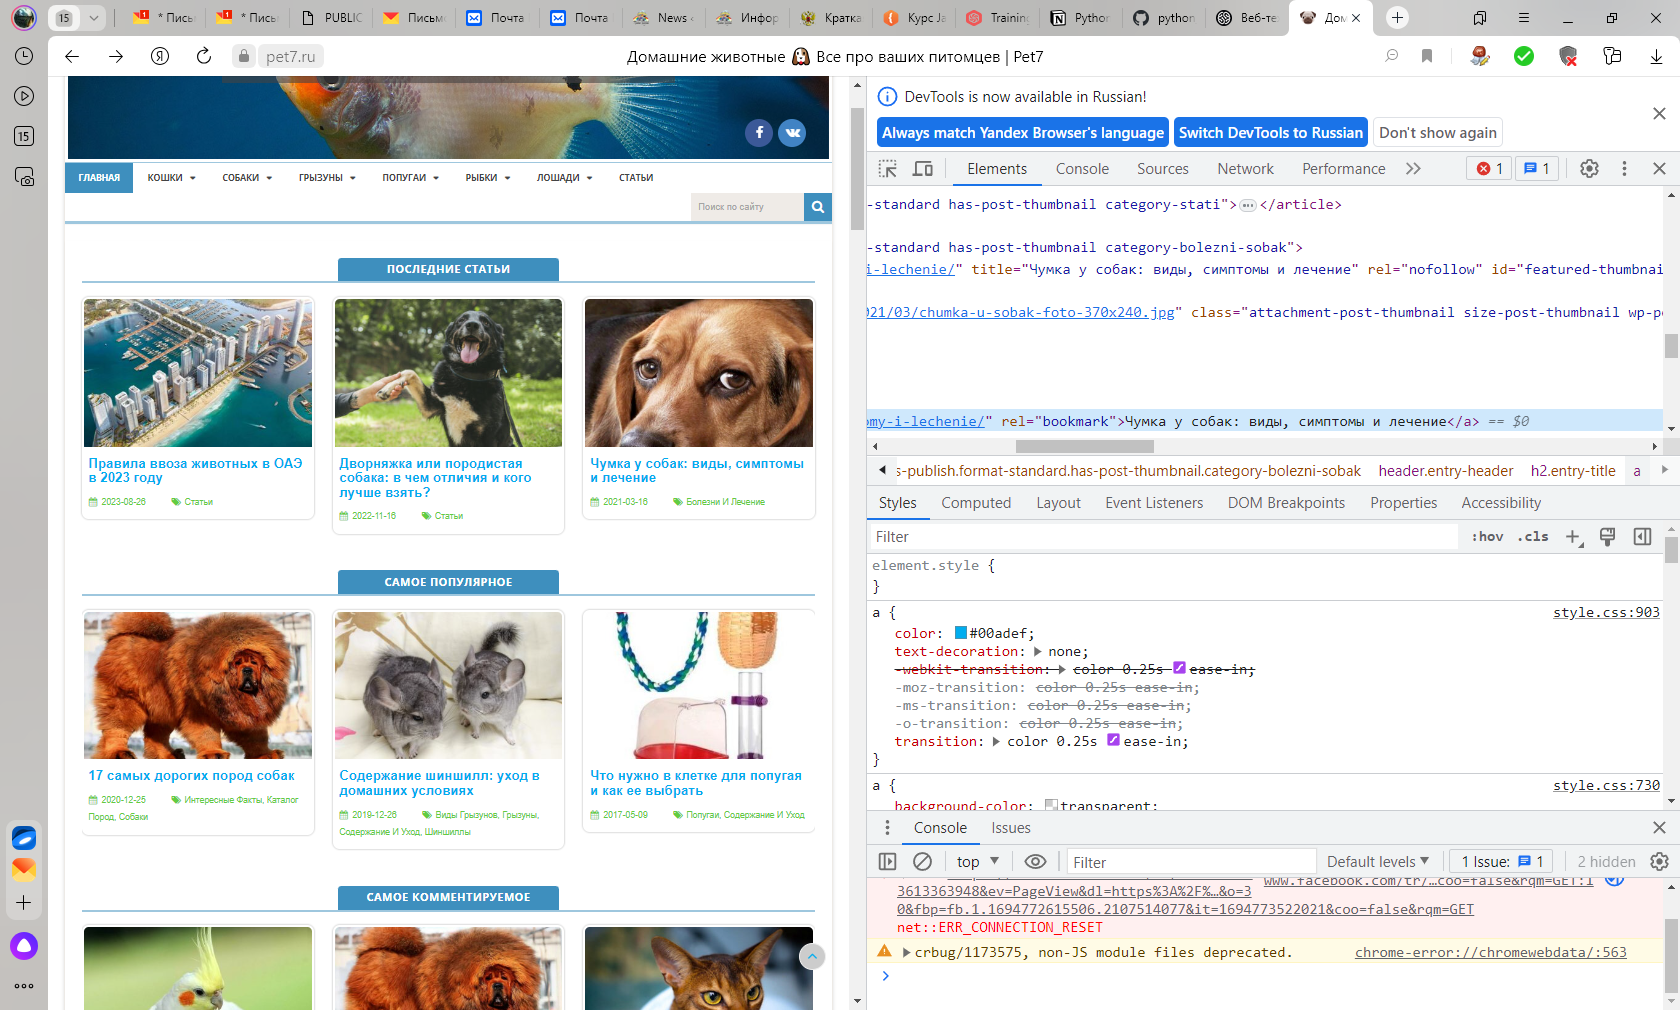 15
* Письм
* Письм
PUBLIC
Письмо
Почта
Почта
News
Инфор
Кратка
Курс Ja
Training
Python
python
Веб-те
Дом
pet7.ru
Домашние животные Все про ваших питомцев | Pet7
15
ГЛАВНАЯ
КОШКИ
СОБАКИ
ГРЫЗУНЫ
ПОПУГАИ
РЫБКИ
ЛОШАДИ
СТАТЬИ
Поиск по сайту
ПОСЛЕДНИЕ СТАТЬИ
Правила ввоза животных в ОАЭ
в 2023 году
2023-08-26 Статьи
Дворняжка или породистая
собака: в чем отличия и кого
лучше взять?
2022-11-16 Статьи
Чумка у собак: виды, симптомы
и лечение
2021-03-16 Болезни И Лечение
САМОЕ ПОПУЛЯРНОЕ
17 самых дорогих пород собак
2020-12-25 Интересные Факты, Каталог
Пород, Собаки
Содержание шиншилл: уход в
домашних условиях
2019-12-26 Виды Грызунов, Грызуны,
Содержание И Уход, Шиншиллы
Что нужно в клетке для попугая
и как ее выбрать
2017-05-09 Попугаи, Содержание И Уход
САМОЕ КОММЕНТИРУЕМОЕ
DevTools is now available in Russian!
Always match Yandex Browser's language
Switch DevTools to Russian
Don't show again
Elements
Console
Sources
Network
Performance
1
1
-standard has-post-thumbnail category-stati">…</article>
-standard has-post-thumbnail category-bolezni-sobak">
i-lechenie/" title="Чумка у собак: виды, симптомы и лечение" rel="nofollow" id="featured-thumbnai
021/03/chumka-u-sobak-foto-370x240.jpg" class="attachment-post-thumbnail size-post-thumbnail wp-po
omy-i-lechenie/" rel="bookmark">Чумка у собак: виды, симптомы и лечение</a> == $0
s-publish.format-standard.has-post-thumbnail.category-bolezni-sobak
header.entry-header
h2.entry-title
a
Styles
Computed
Layout
Event Listeners
DOM Breakpoints
Properties
Accessibility
Filter
:hov
.cls
element.style {
}
a {
style.css:903
color: #00adef;
text-decoration: none;
-webkit-transition: color 0.25s ease-in;
-moz-transition: color 0.25s ease-in;
-ms-transition: color 0.25s ease-in;
-o-transition: color 0.25s ease-in;
transition: color 0.25s ease-in;
}
a {
style.css:730
background-color: transparent;
Console
Issues
top
Filter
Default levels
1 Issue: 1
2 hidden
www.facebook.com/tr/…coo=false&rqm=GET:1
3613363948&ev=PageView&dl=https%3A%2F%…&o=3
0&fbp=fb.1.1694772615506.2107514077&it=1694773522021&coo=false&rqm=GET
net::ERR_CONNECTION_RESET
crbug/1173575, non-JS module files deprecated.
chrome-error://chromewebdata/:563